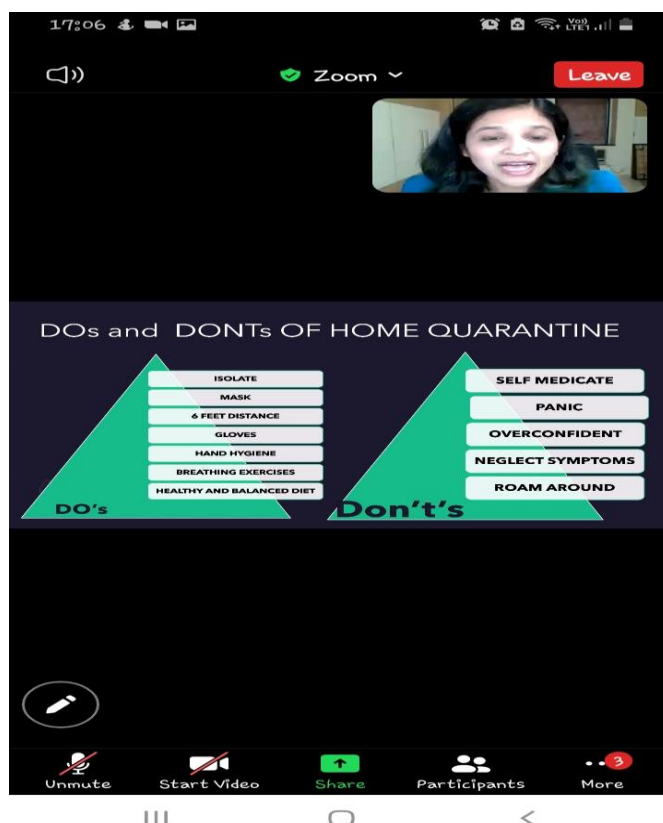 17:06
Vo)) LTE1
Zoom
Leave
DOs and DONTs OF HOME QUARANTINE
ISOLATE
MASK
6 FEET DISTANCE
GLOVES
HAND HYGIENE
BREATHING EXERCISES
HEALTHY AND BALANCED DIET
DO's
SELF MEDICATE
PANIC
OVERCONFIDENT
NEGLECT SYMPTOMS
ROAM AROUND
Don't's
Unmute
Start Video
Share
Participants
3
More